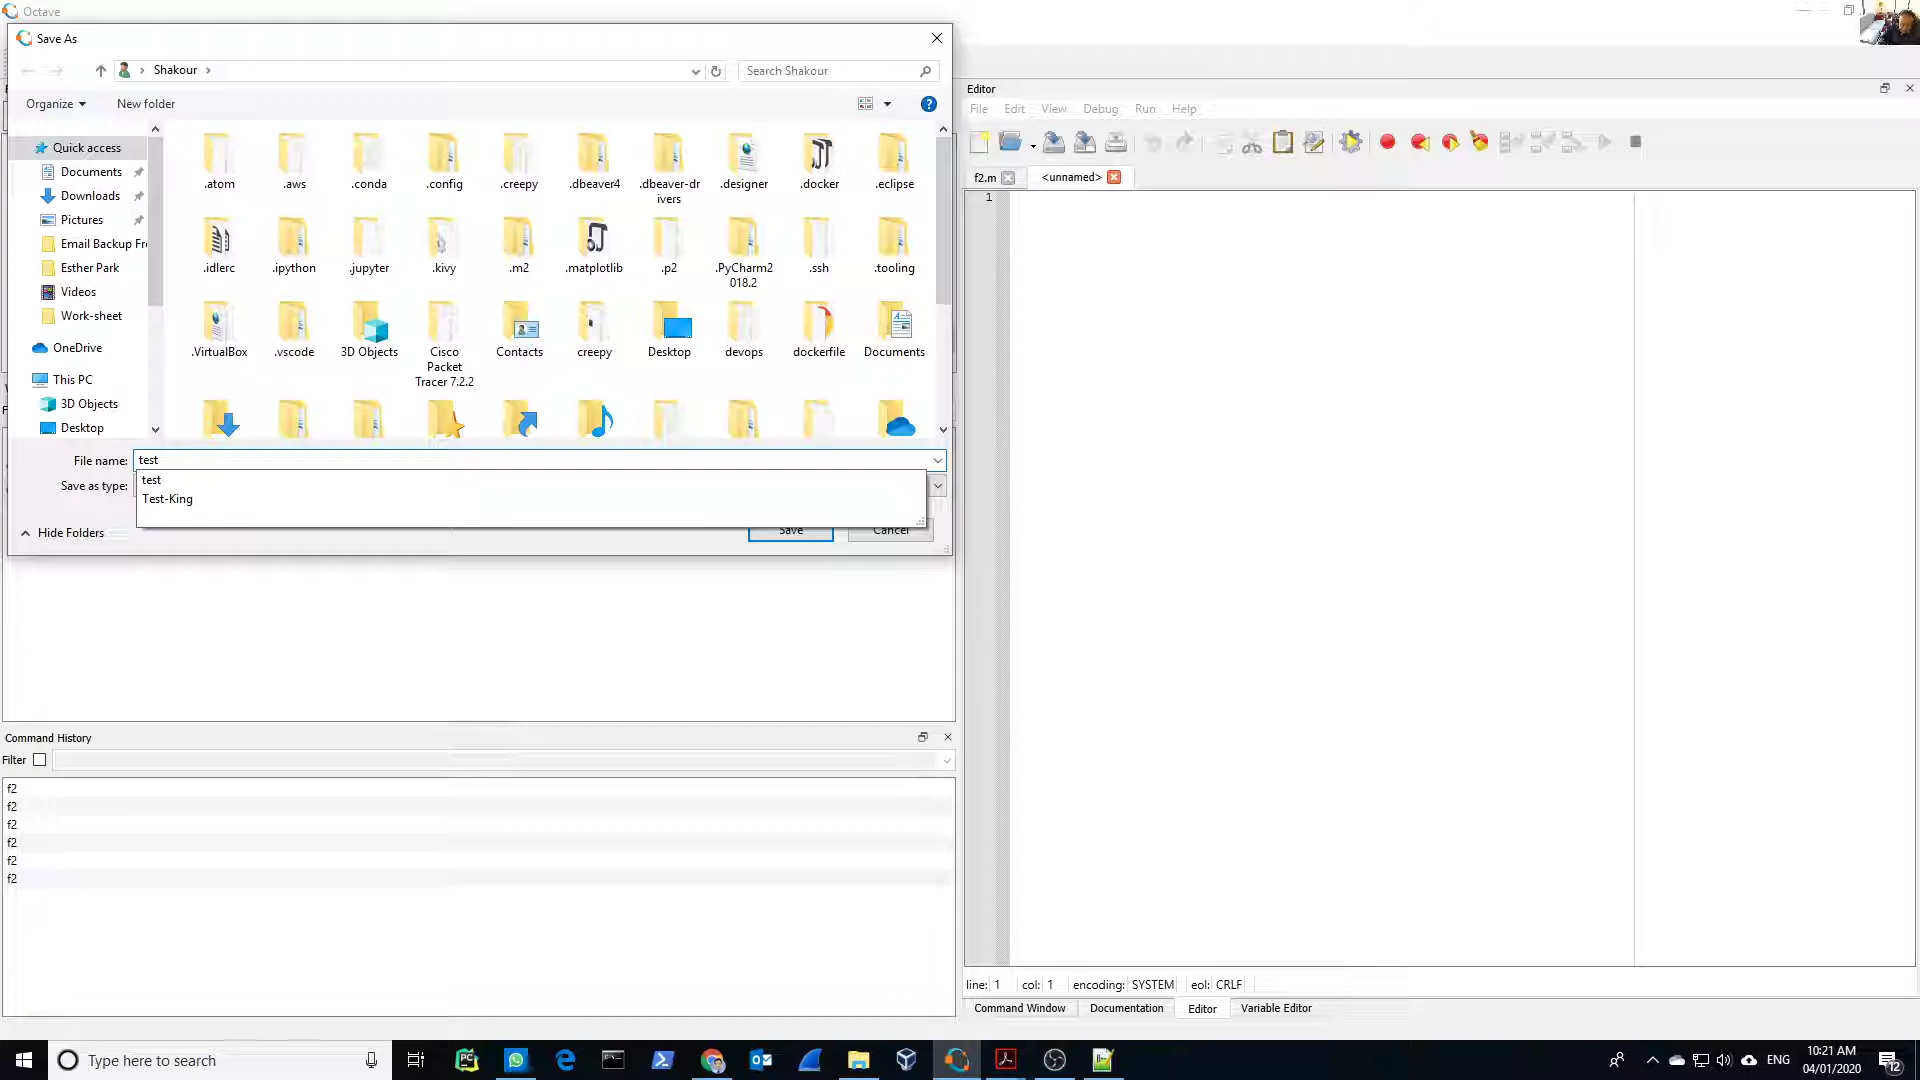 Octave
Save As
Shakour
Search Shakour
Organize
New folder
Quick access
Documents
Downloads
Pictures
Email Backup Fr
Esther Park
Videos
Work-sheet
OneDrive
This PC
3D Objects
Desktop
.atom
.aws
.conda
.config
.creepy
.dbeaver4
.dbeaver-dr
ivers
.designer
.docker
.eclipse
.idlerc
.ipython
.jupyter
.kivy
.m2
.matplotlib
.p2
.PyCharm2
018.2
.ssh
.tooling
.VirtualBox
.vscode
3D Objects
Cisco
Packet
Tracer 7.2.2
Contacts
creepy
Desktop
devops
dockerfile
Documents
File name: test
test
Test-King
Save as type:
Hide Folders
Save
Cancel
Command History
Filter
f2
f2
f2
f2
f2
f2
Editor
File Edit View Debug Run Help
f2.m
<unnamed>
1
line: 1 col: 1 encoding: SYSTEM eol: CRLF
Command Window Documentation Editor Variable Editor
Type here to search
ENG
10:21 AM
04/01/2020
12